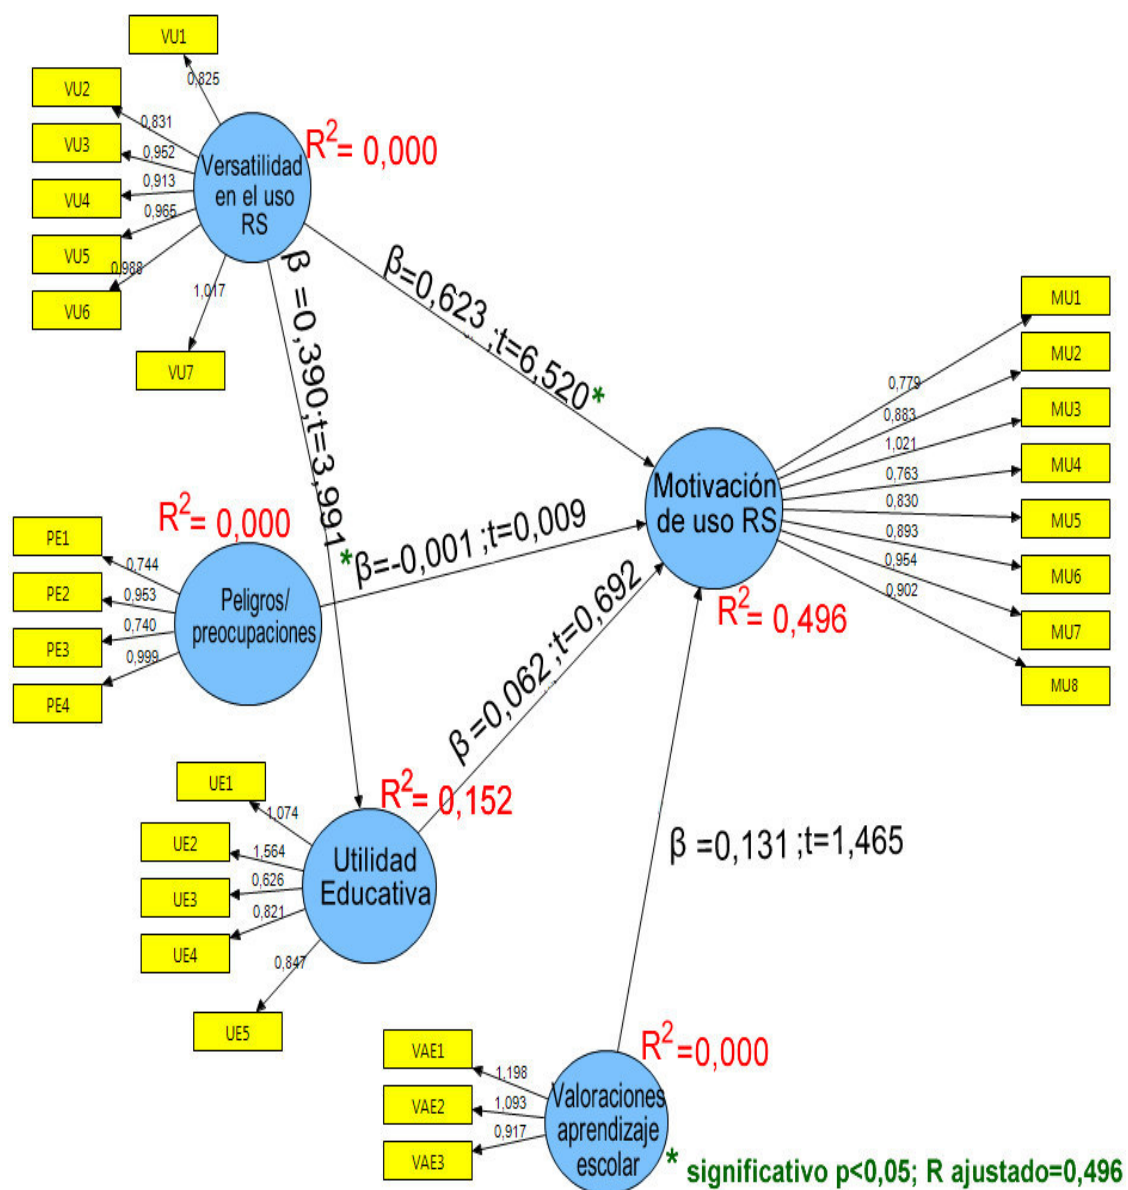 VU1
0,825
VU2
0,831
VU3
0,952
VU4
0,913
VU5
0,965
VU6
0,988
VU7
1,017
Versatilidad
en el uso
RS
R²= 0,000
β=0,623 ;t=6,520*
β =0,390;t=3,991*
MU1
0,779
MU2
0,883
MU3
1,021
MU4
0,763
MU5
0,830
MU6
0,893
MU7
0,954
MU8
0,902
Motivación
de uso RS
R²= 0,496
R²= 0,000
PE1
0,744
PE2
0,953
PE3
0,740
PE4
0,999
Peligros/
preocupaciones
β=-0,001 ;t=0,009
β=0,062 ;t=0,692
UE1
1,074
UE2
1,564
UE3
0,626
UE4
0,821
UE5
0,847
Utilidad
Educativa
R²= 0,152
β =0,131 ;t=1,465
VAE1
1,198
VAE2
1,093
VAE3
0,917
Valoraciones
aprendizaje
escolar
R²=0,000
* significativo p<0,05; R ajustado=0,496